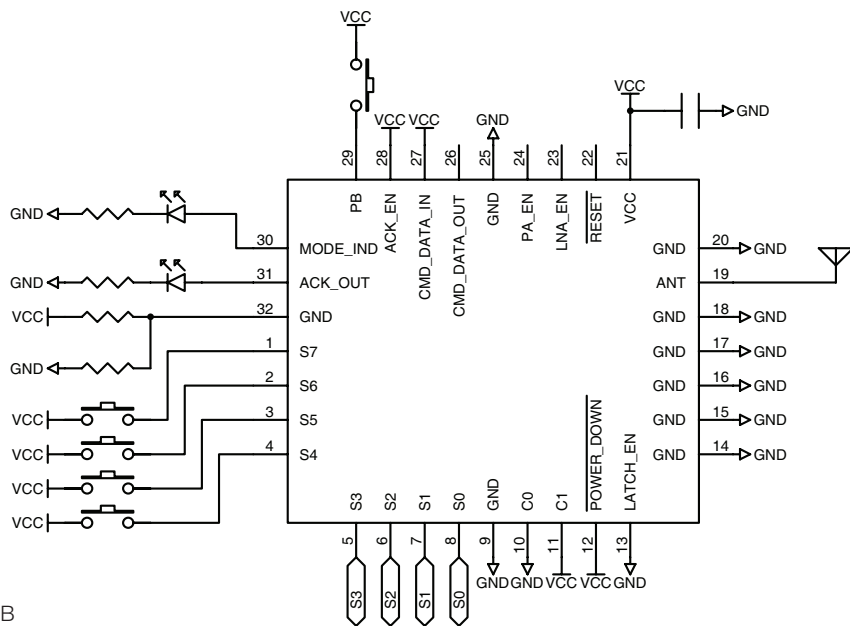 VCC
VCC
GND
GND
VCC VCC
29
28
27
26
25
24
23
22
21
PB
ACK_EN
CMD_DATA_IN
CMD_DATA_OUT
GND
PA_EN
LNA_EN
RESET
VCC
GND
30
MODE_IND
GND
20
GND
GND
31
ACK_OUT
ANT
19
VCC
32
GND
GND
18
GND
GND
1
S7
GND
17
GND
2
S6
GND
16
GND
VCC
3
S5
GND
15
GND
VCC
4
S4
GND
14
GND
VCC
VCC
S3
S2
S1
S0
GND
C0
C1
POWER_DOWN
LATCH_EN
5
6
7
8
9
10
11
12
13
GND GND VCC VCC GND
S3
S2
S1
S0
B